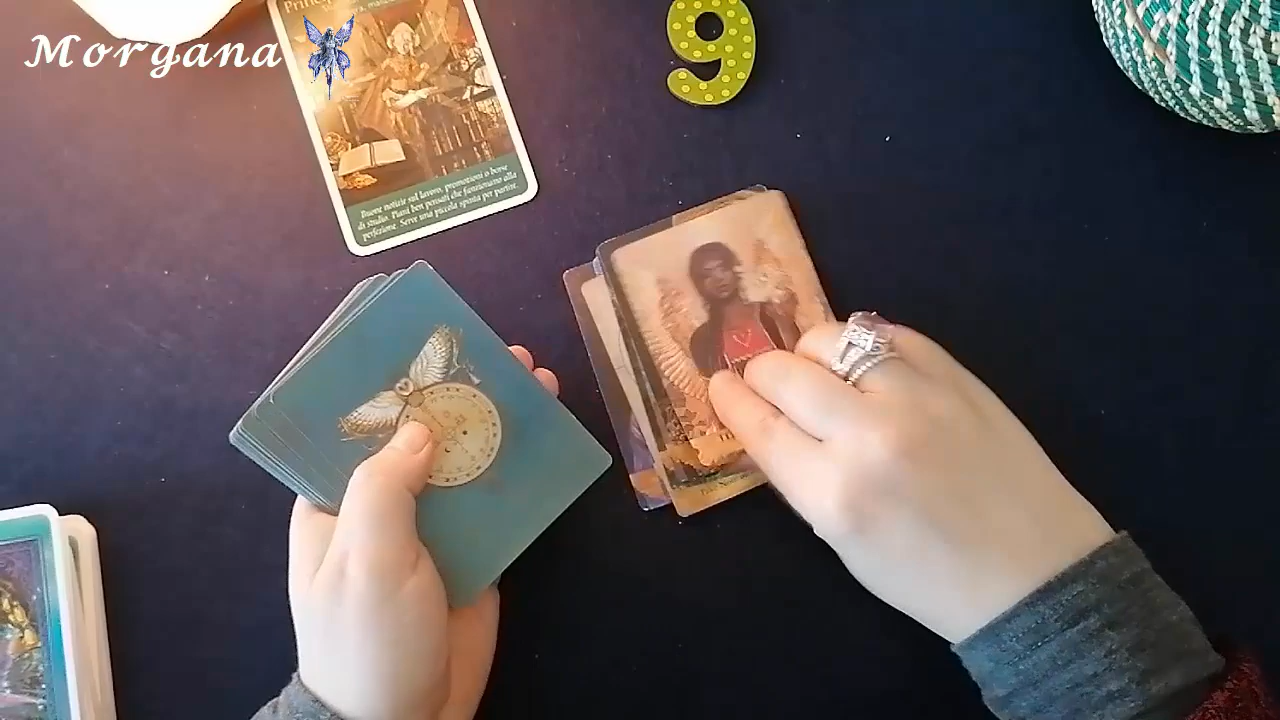 Morgana
9
Buone notizie sul lavoro, promozioni o borse
di studio. Piani ben pensati che funzionano alla
perfezione. Serve una piccola spinta per partire.